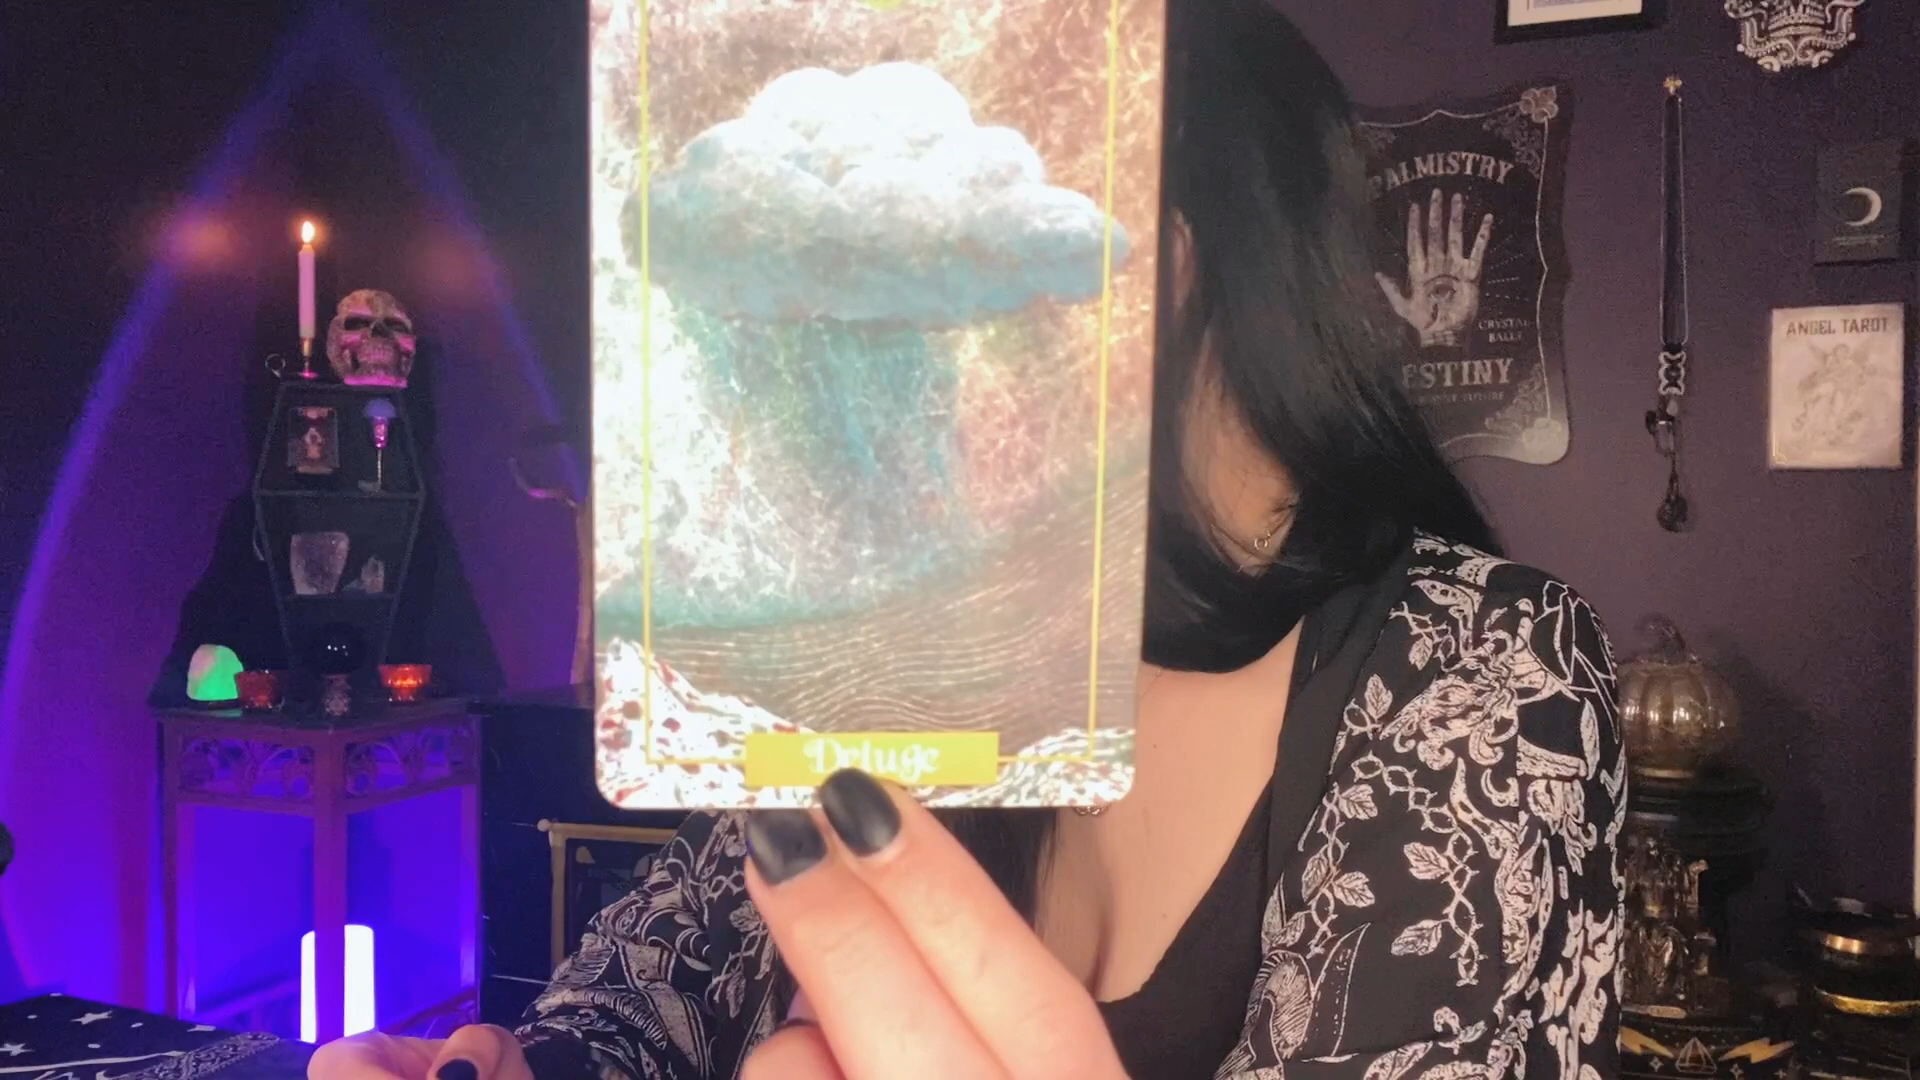 Deluge
PALMISTRY
CRYSTAL
BALL
DESTINY
ANGEL TAROT